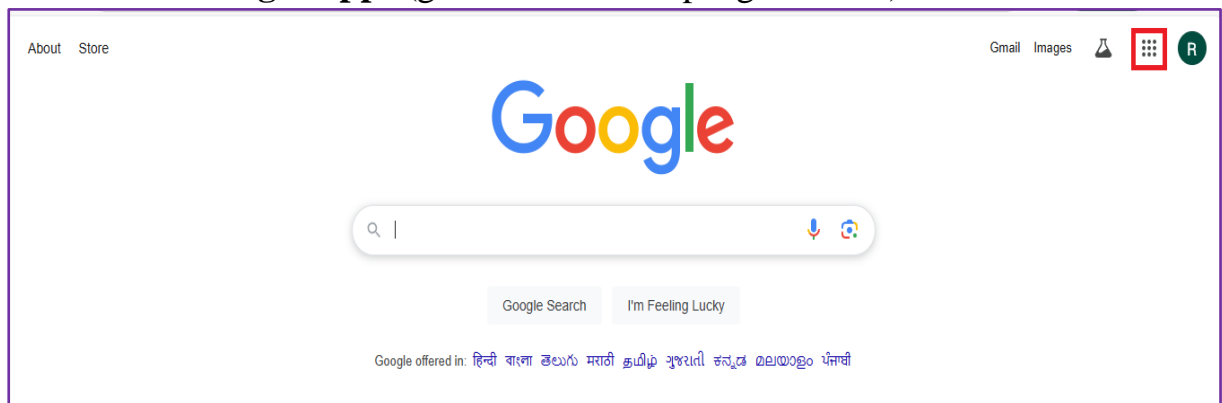 About Store
Gmail Images
R
Google
Google Search I'm Feeling Lucky
Google offered in: हिन्दी বাংলা తెలుగు मराठी தமிழ் ગુજરાતી ಕನ್ನಡ മലയാളം ਪੰਜਾਬੀ